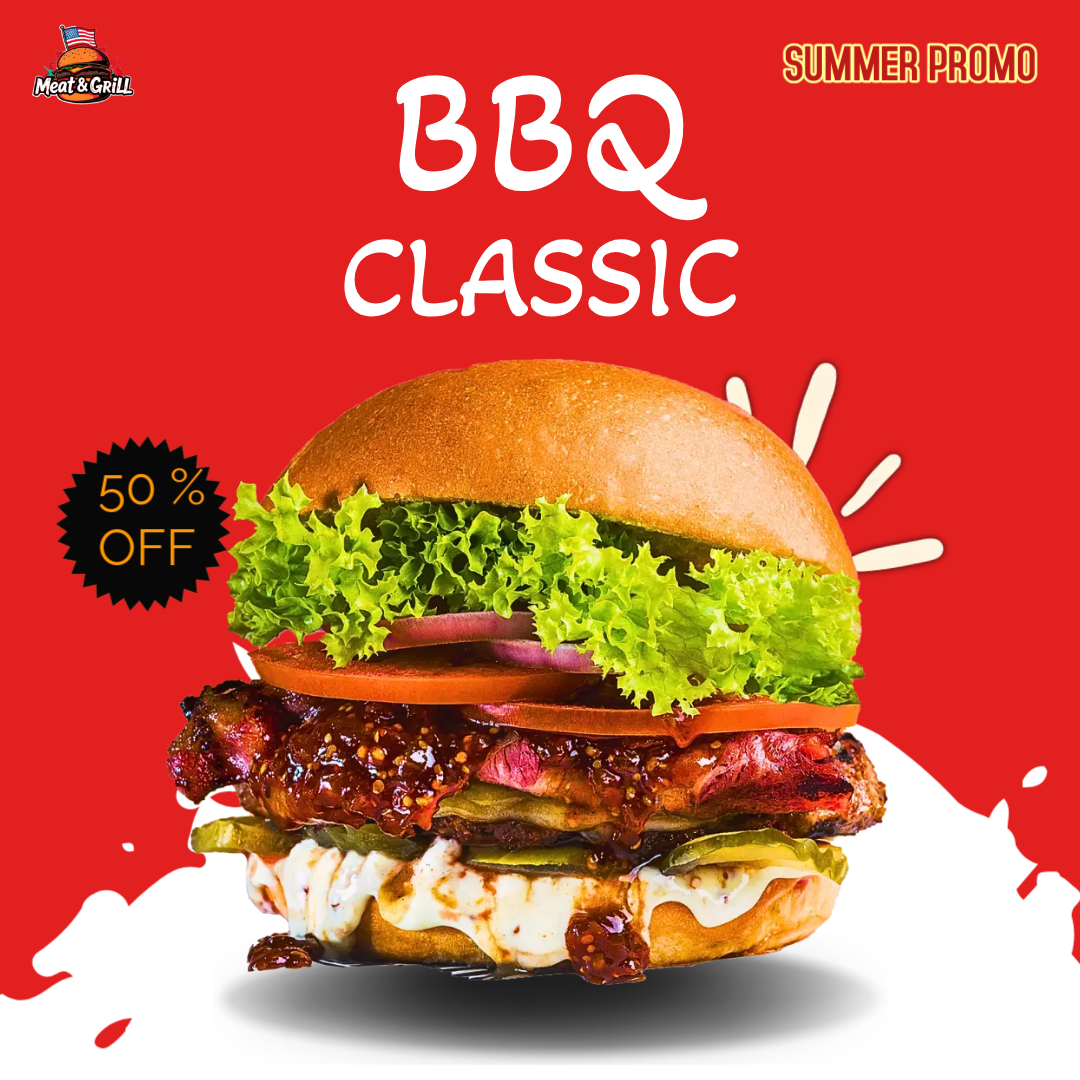 Meat & GriLL
SUMMER PROMO
BBQ
CLASSIC
50 %
OFF